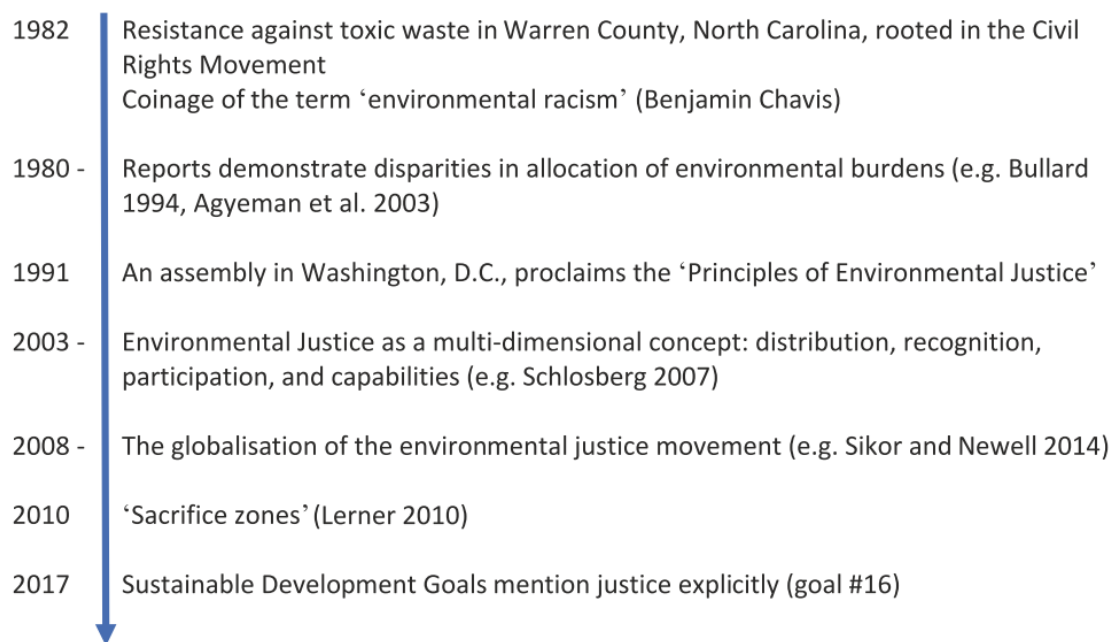 1982 Resistance against toxic waste in Warren County, North Carolina, rooted in the Civil
Rights Movement
Coinage of the term ‘environmental racism’ (Benjamin Chavis)
1980 - Reports demonstrate disparities in allocation of environmental burdens (e.g. Bullard
1994, Agyeman et al. 2003)
1991 An assembly in Washington, D.C., proclaims the ‘Principles of Environmental Justice’
2003 - Environmental Justice as a multi-dimensional concept: distribution, recognition,
participation, and capabilities (e.g. Schlosberg 2007)
2008 - The globalisation of the environmental justice movement (e.g. Sikor and Newell 2014)
2010 ‘Sacrifice zones’ (Lerner 2010)
2017 Sustainable Development Goals mention justice explicitly (goal #16)